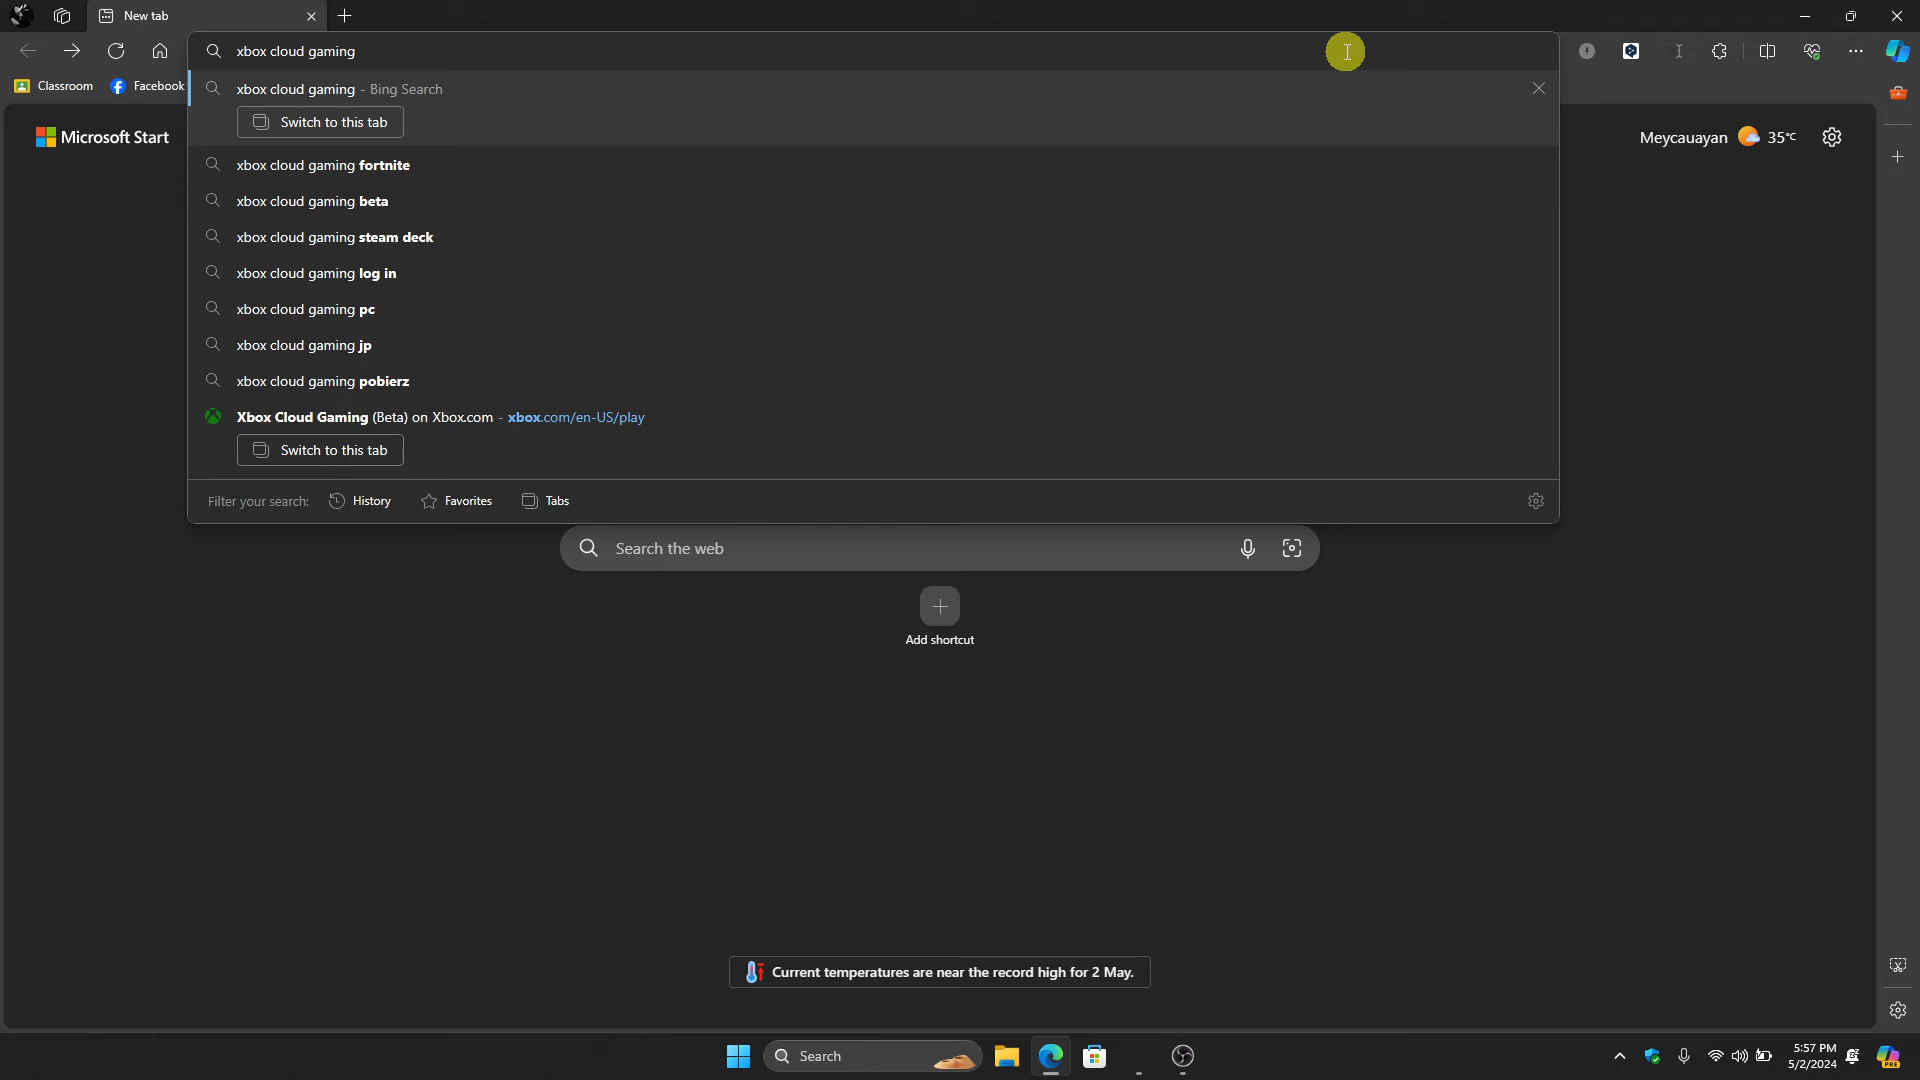 New tab
xbox cloud gaming
Classroom
Facebook
xbox cloud gaming - Bing Search
Switch to this tab
Microsoft Start
Meycauayan 35°C
xbox cloud gaming fortnite
xbox cloud gaming beta
xbox cloud gaming steam deck
xbox cloud gaming log in
xbox cloud gaming pc
xbox cloud gaming jp
xbox cloud gaming pobierz
Xbox Cloud Gaming (Beta) on Xbox.com - xbox.com/en-US/play
Switch to this tab
Filter your search: History Favorites Tabs
Search the web
Add shortcut
Current temperatures are near the record high for 2 May.
Search
5:57 PM
5/2/2024
PRE